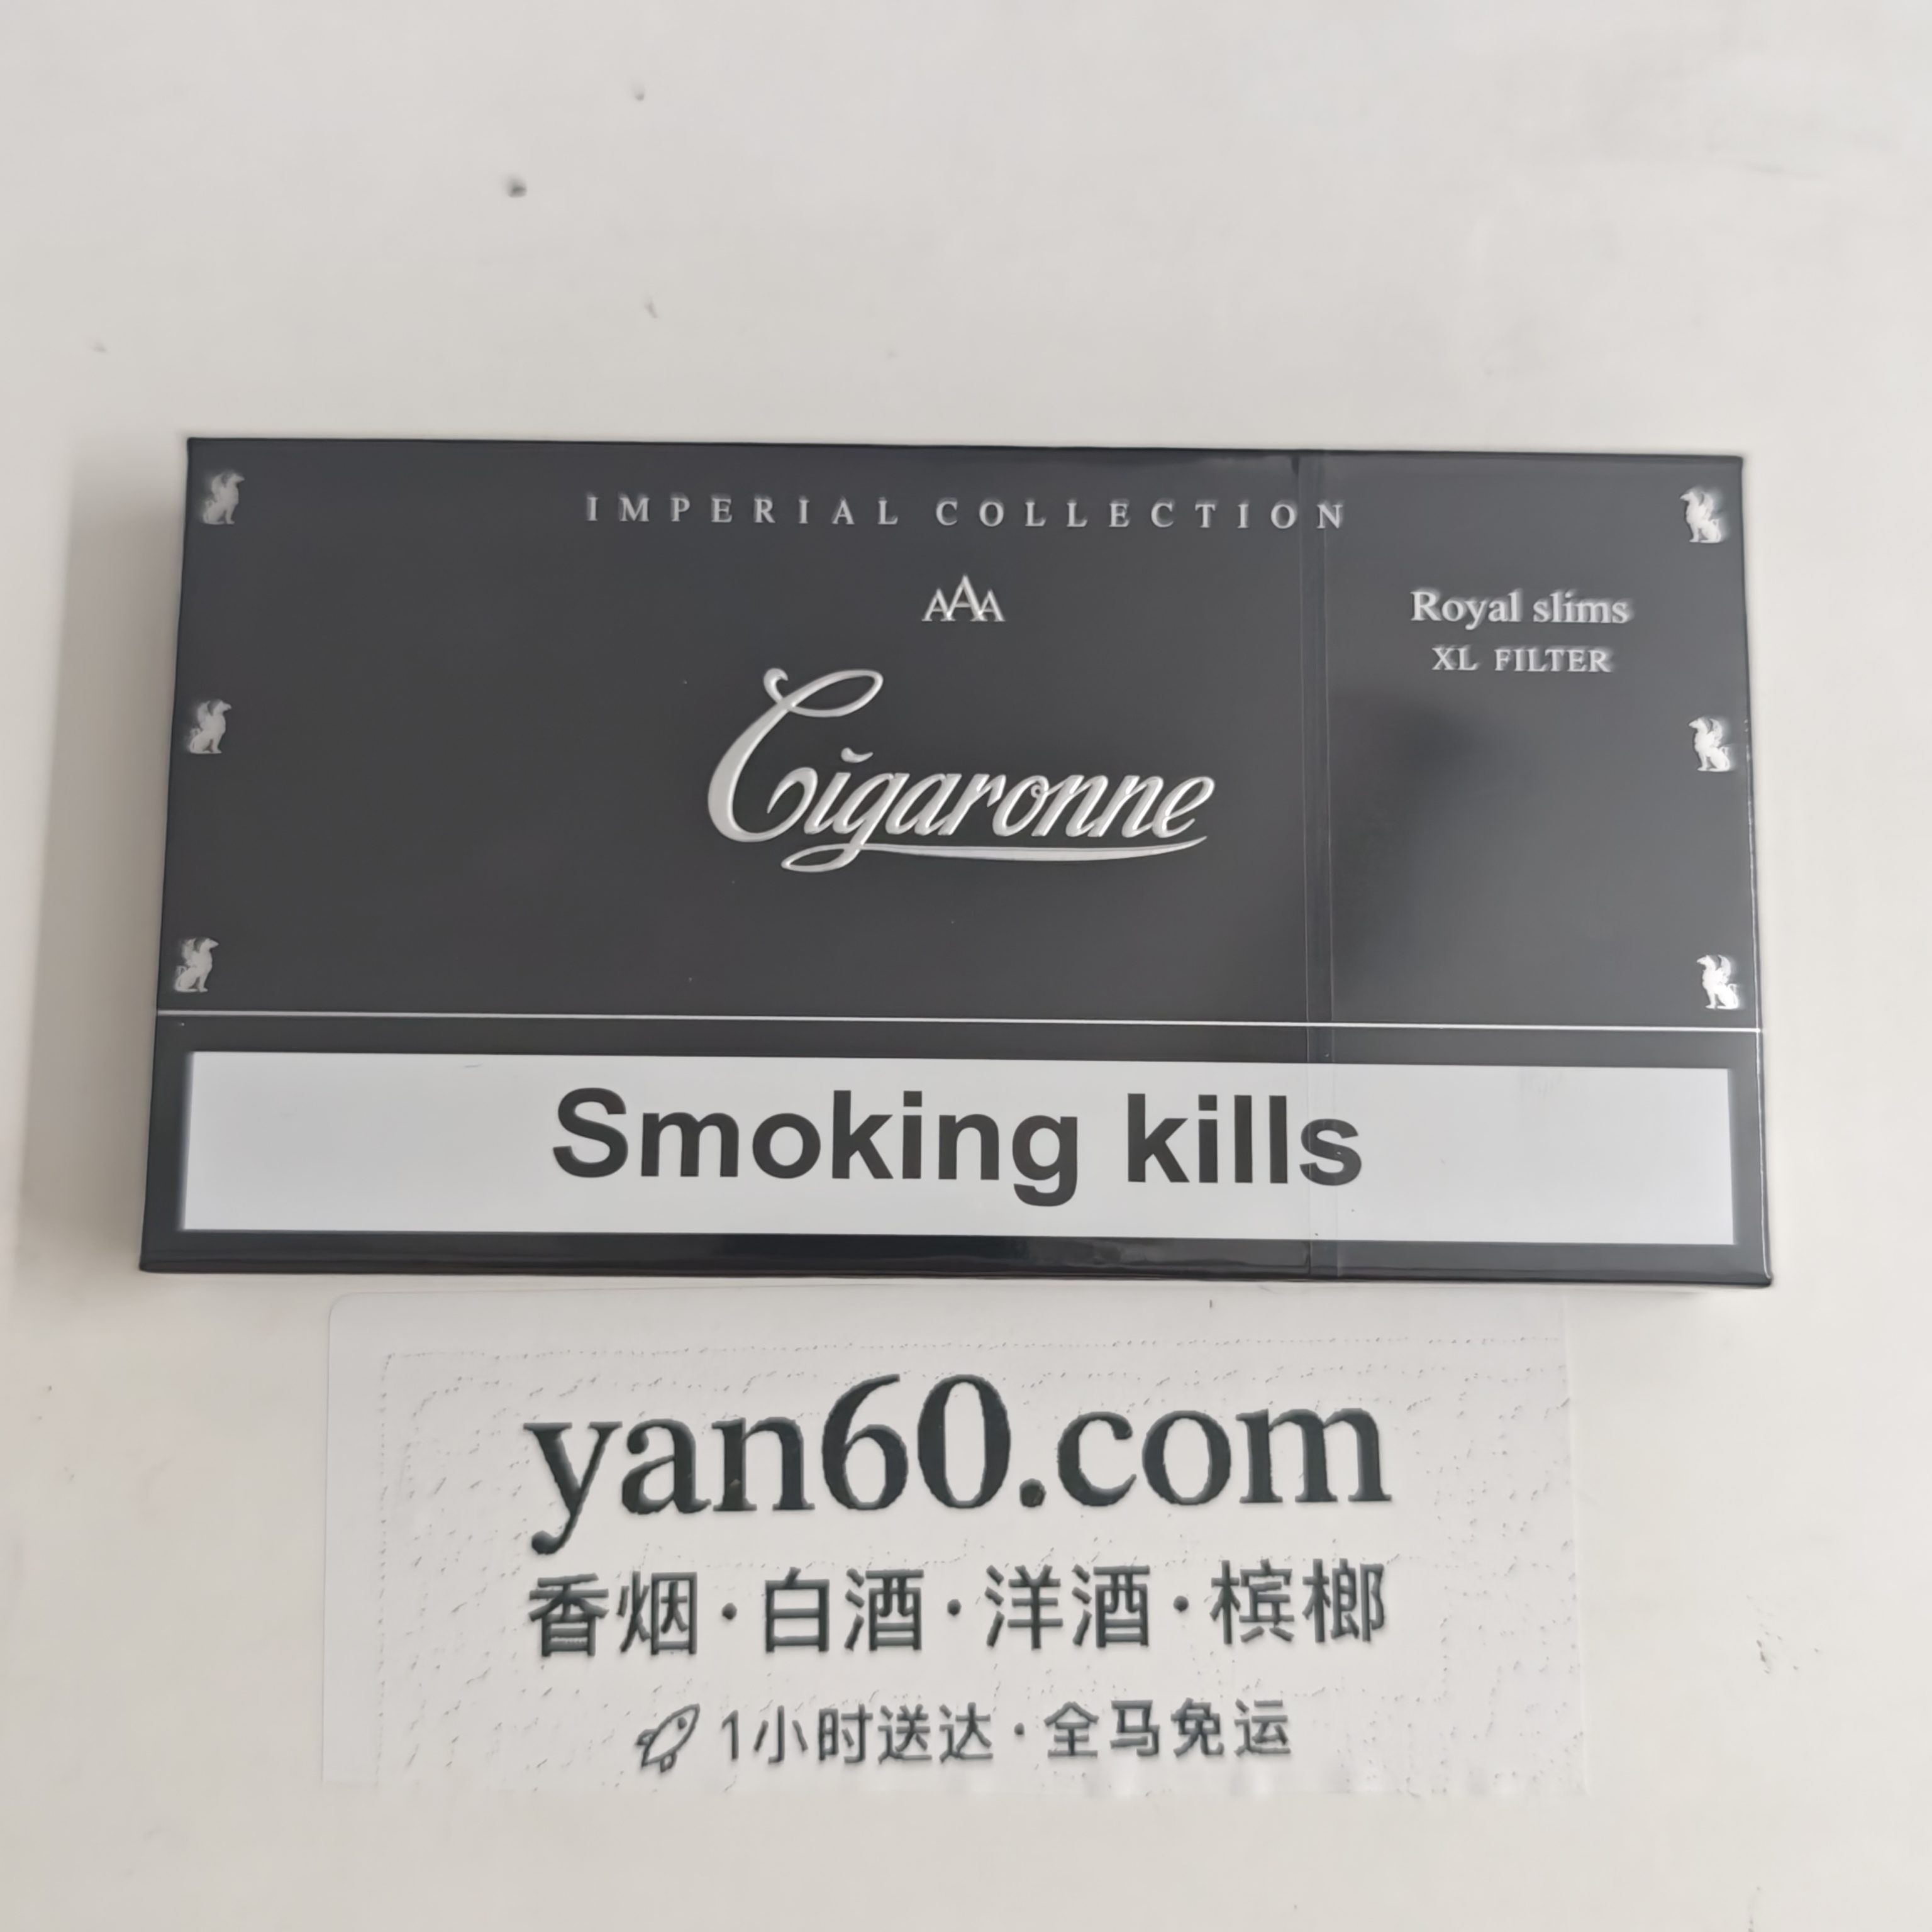 IMPERIAL COLLECTION
AAA
Royal slims
XL FILTER
Cigaronne
Smoking kills
yan60.com
香烟·白酒·洋酒·槟榔
1小时送达·全马免运